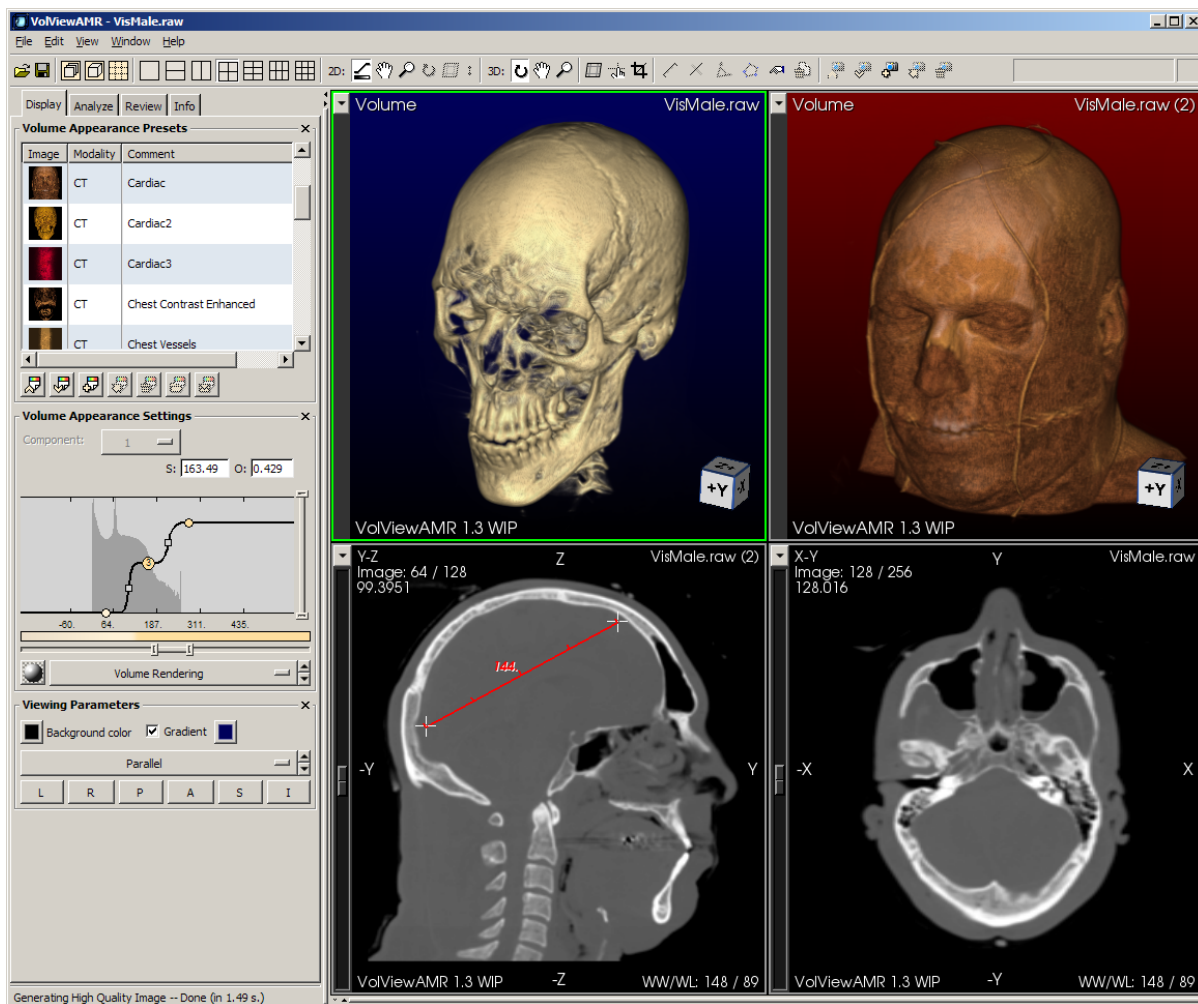 VolViewAMR - VisMale.raw
File Edit View Window Help
2D:
3D:
Display Analyze Review Info
Volume Appearance Presets
Image Modality Comment
CT Cardiac
CT Cardiac2
CT Cardiac3
CT Chest Contrast Enhanced
CT Chest Vessels
Volume Appearance Settings
Component: 1
S: 163.49 O: 0.429
3
-60. 64. 187. 311. 435.
Volume Rendering
Viewing Parameters
Background color Gradient
Parallel
L R P A S I
Generating High Quality Image -- Done (in 1.49 s.)
Volume VisMale.raw
Z+
+Y -X
VolViewAMR 1.3 WIP
Volume VisMale.raw (2)
Z+
+Y -X
VolViewAMR 1.3 WIP
Y-Z Z VisMale.raw (2)
Image: 64 / 128
99.3951
144.
-Y Y
VolViewAMR 1.3 WIP -Z WW/WL: 148 / 89
X-Y Y VisMale.raw
Image: 128 / 256
128.016
-X X
VolViewAMR 1.3 WIP -Y WW/WL: 148 / 89